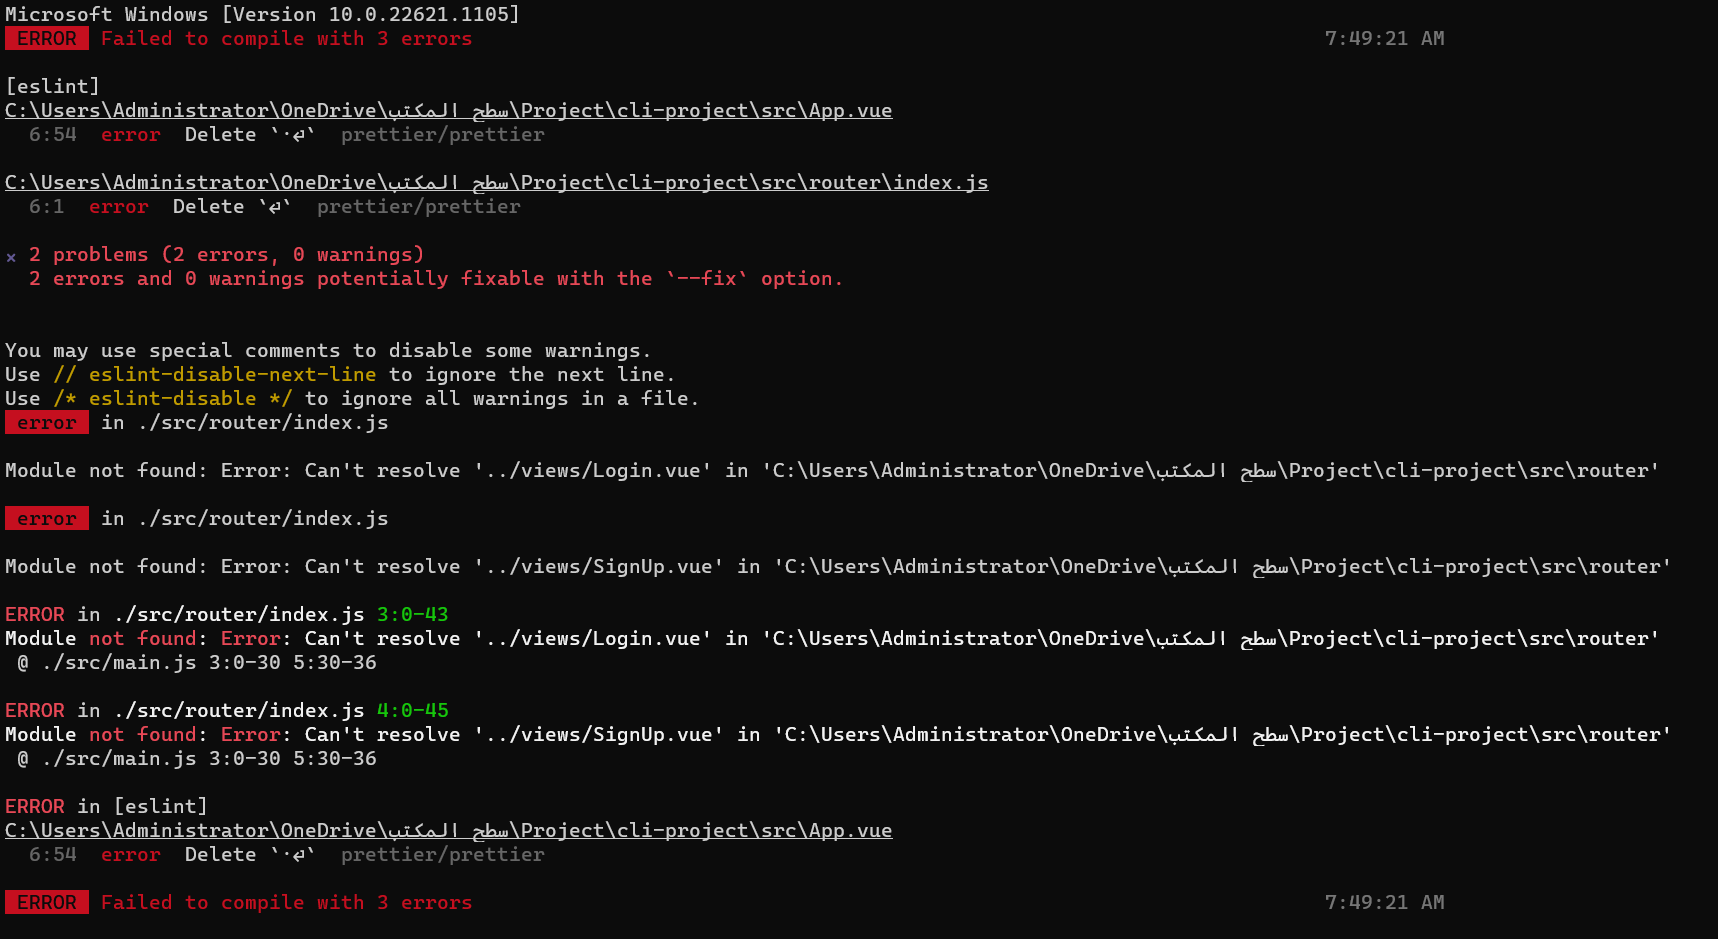 Microsoft Windows [Version 10.0.22621.1105]
ERROR Failed to compile with 3 errors 7:49:21 AM
[eslint]
C:\Users\Administrator\OneDrive\سطح المكتب\Project\cli-project\src\App.vue
6:54 error Delete `·⏎` prettier/prettier
C:\Users\Administrator\OneDrive\سطح المكتب\Project\cli-project\src\router\index.js
6:1 error Delete `⏎` prettier/prettier
× 2 problems (2 errors, 0 warnings)
2 errors and 0 warnings potentially fixable with the `--fix` option.
You may use special comments to disable some warnings.
Use // eslint-disable-next-line to ignore the next line.
Use /* eslint-disable */ to ignore all warnings in a file.
error in ./src/router/index.js
Module not found: Error: Can't resolve '../views/Login.vue' in 'C:\Users\Administrator\OneDrive\سطح المكتب\Project\cli-project\src\router'
error in ./src/router/index.js
Module not found: Error: Can't resolve '../views/SignUp.vue' in 'C:\Users\Administrator\OneDrive\سطح المكتب\Project\cli-project\src\router'
ERROR in ./src/router/index.js 3:0-43
Module not found: Error: Can't resolve '../views/Login.vue' in 'C:\Users\Administrator\OneDrive\سطح المكتب\Project\cli-project\src\router'
@ ./src/main.js 3:0-30 5:30-36
ERROR in ./src/router/index.js 4:0-45
Module not found: Error: Can't resolve '../views/SignUp.vue' in 'C:\Users\Administrator\OneDrive\سطح المكتب\Project\cli-project\src\router'
@ ./src/main.js 3:0-30 5:30-36
ERROR in [eslint]
C:\Users\Administrator\OneDrive\سطح المكتب\Project\cli-project\src\App.vue
6:54 error Delete `·⏎` prettier/prettier
ERROR Failed to compile with 3 errors 7:49:21 AM